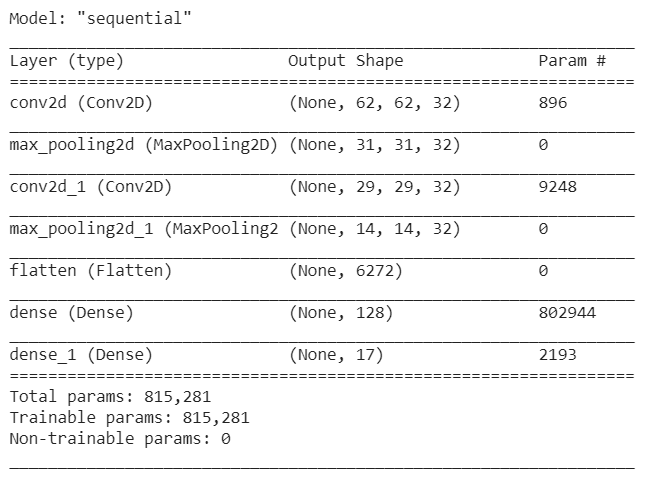 Model: "sequential"
Layer (type) Output Shape Param #
conv2d (Conv2D) (None, 62, 62, 32) 896
max_pooling2d (MaxPooling2D) (None, 31, 31, 32) 0
conv2d_1 (Conv2D) (None, 29, 29, 32) 9248
max_pooling2d_1 (MaxPooling2 (None, 14, 14, 32) 0
flatten (Flatten) (None, 6272) 0
dense (Dense) (None, 128) 802944
dense_1 (Dense) (None, 17) 2193
Total params: 815,281
Trainable params: 815,281
Non-trainable params: 0